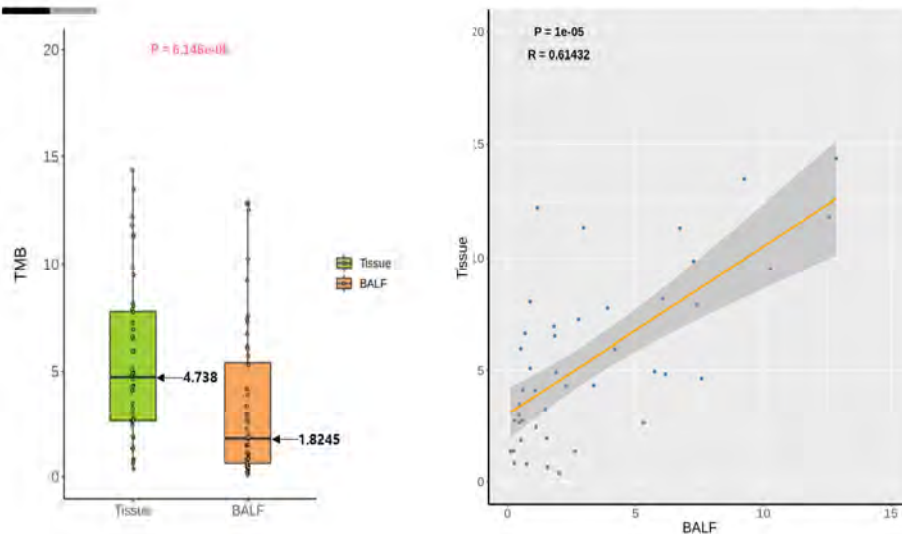 P = 6.146e-06
20
15
10
5
0
TMB
4.738
1.8245
Tissue
BALF
Tissue
BALF
P = 1e-05
R = 0.61432
20
15
10
5
0
Tissue
0
5
10
15
BALF